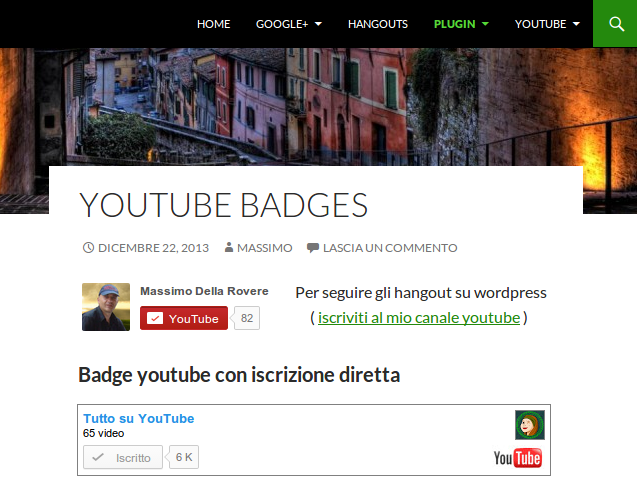 HOME GOOGLE+ HANGOUTS PLUGIN YOUTUBE
YOUTUBE BADGES
DICEMBRE 22, 2013 MASSIMO LASCIA UN COMMENTO
Massimo Della Rovere
YouTube 82
Per seguire gli hangout su wordpress
( iscriviti al mio canale youtube )
Badge youtube con iscrizione diretta
Tutto su YouTube
65 video
Iscritto 6 K
YouTube